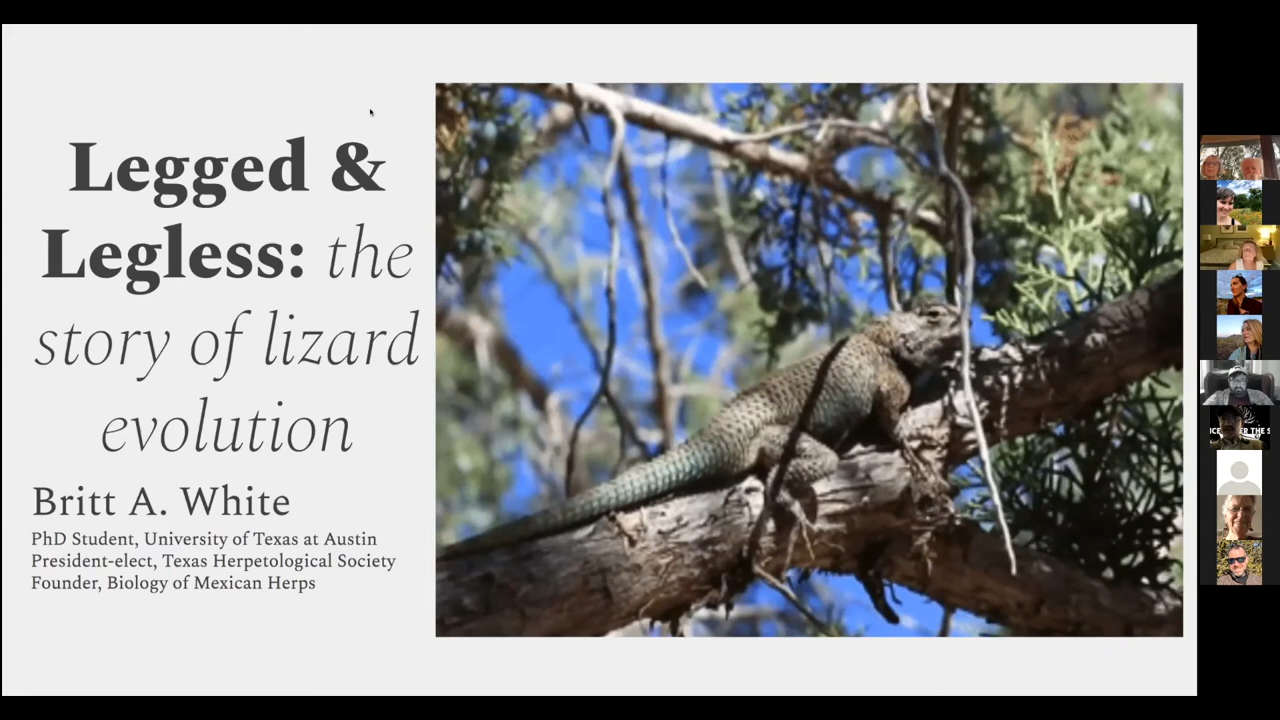 Legged &
Legless: the
story of lizard
evolution
Britt A. White
PhD Student, University of Texas at Austin
President-elect, Texas Herpetological Society
Founder, Biology of Mexican Herps